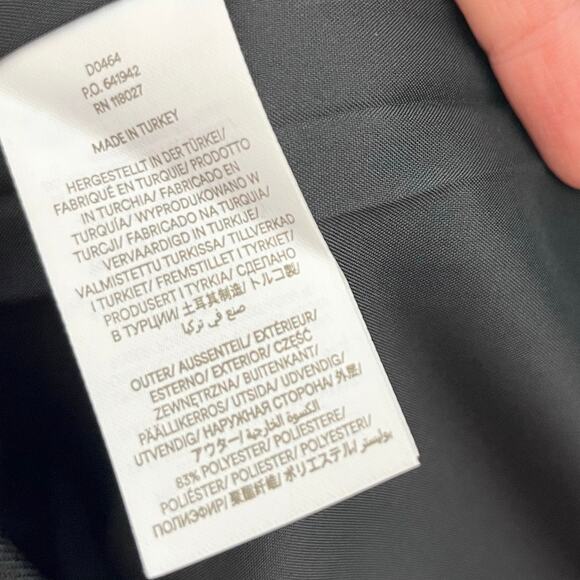 D0464
P.O. 641942
RN 118027
MADE IN TURKEY
HERGESTELLT IN DER TÜRKEI/
FABRIQUÉ EN TURQUIE/ PRODOTTO
IN TURCHIA/ FABRICADO EN
TURQUÍA/ WYPRODUKOWANO W
TURCJI/ FABRICADO NA TURQUIA/
VERVAARDIGD IN TURKIJE/
VALMISTETTU TURKISSA/ TILLVERKAD
I TURKIET/ FREMSTILLET I TYRKIET/
PRODUSERT I TYRKIA/ СДЕЛАНО
В ТУРЦИИ/ 土耳其制造/ トルコ製/
صنع في تركيا
OUTER/ AUSSENTEIL/ EXTÉRIEUR/
ESTERNO/ EXTERIOR/ CZĘŚĆ
ZEWNĘTRZNA/ BUITENKANT/
PÄÄLLIKERROS/ UTSIDA/ UDVENDIG/
UTVENDIG/ НАРУЖНАЯ СТОРОНА/ 外层/
アウター/ الكسوة الخارجية
83% POLYESTER/ POLIESTERE/
POLIÉSTER/ POLIESTER/ بوليستر/
ПОЛИЭФИР/ 聚酯纤维/ ポリエステル/